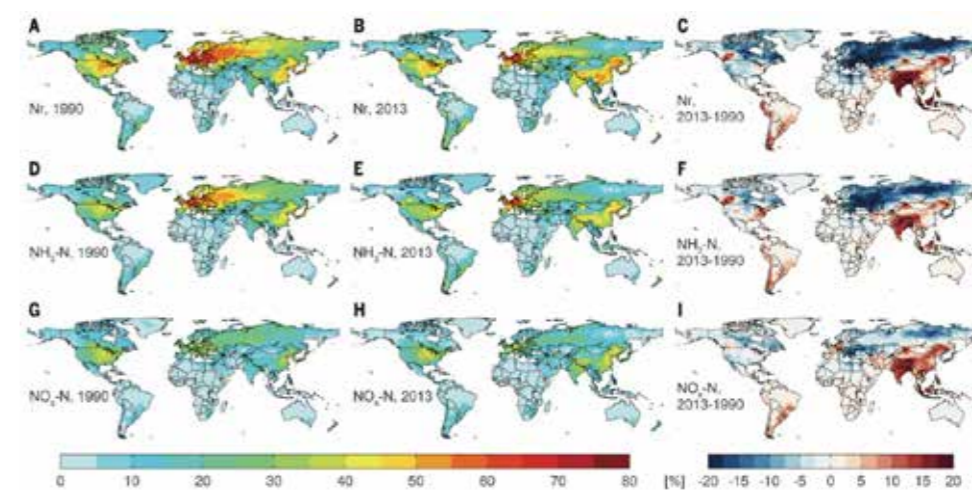 A
B
C
Nr, 1990
Nr, 2013
Nr,
2013-1990
D
E
F
NH₃-N, 1990
NH₃-N, 2013
NH₃-N,
2013-1990
G
H
I
NOₓ-N, 1990
NOₓ-N, 2013
NOₓ-N,
2013-1990
0 10 20 30 40 50 60 70 80 [%] -20 -15 -10 -5 0 5 10 15 20